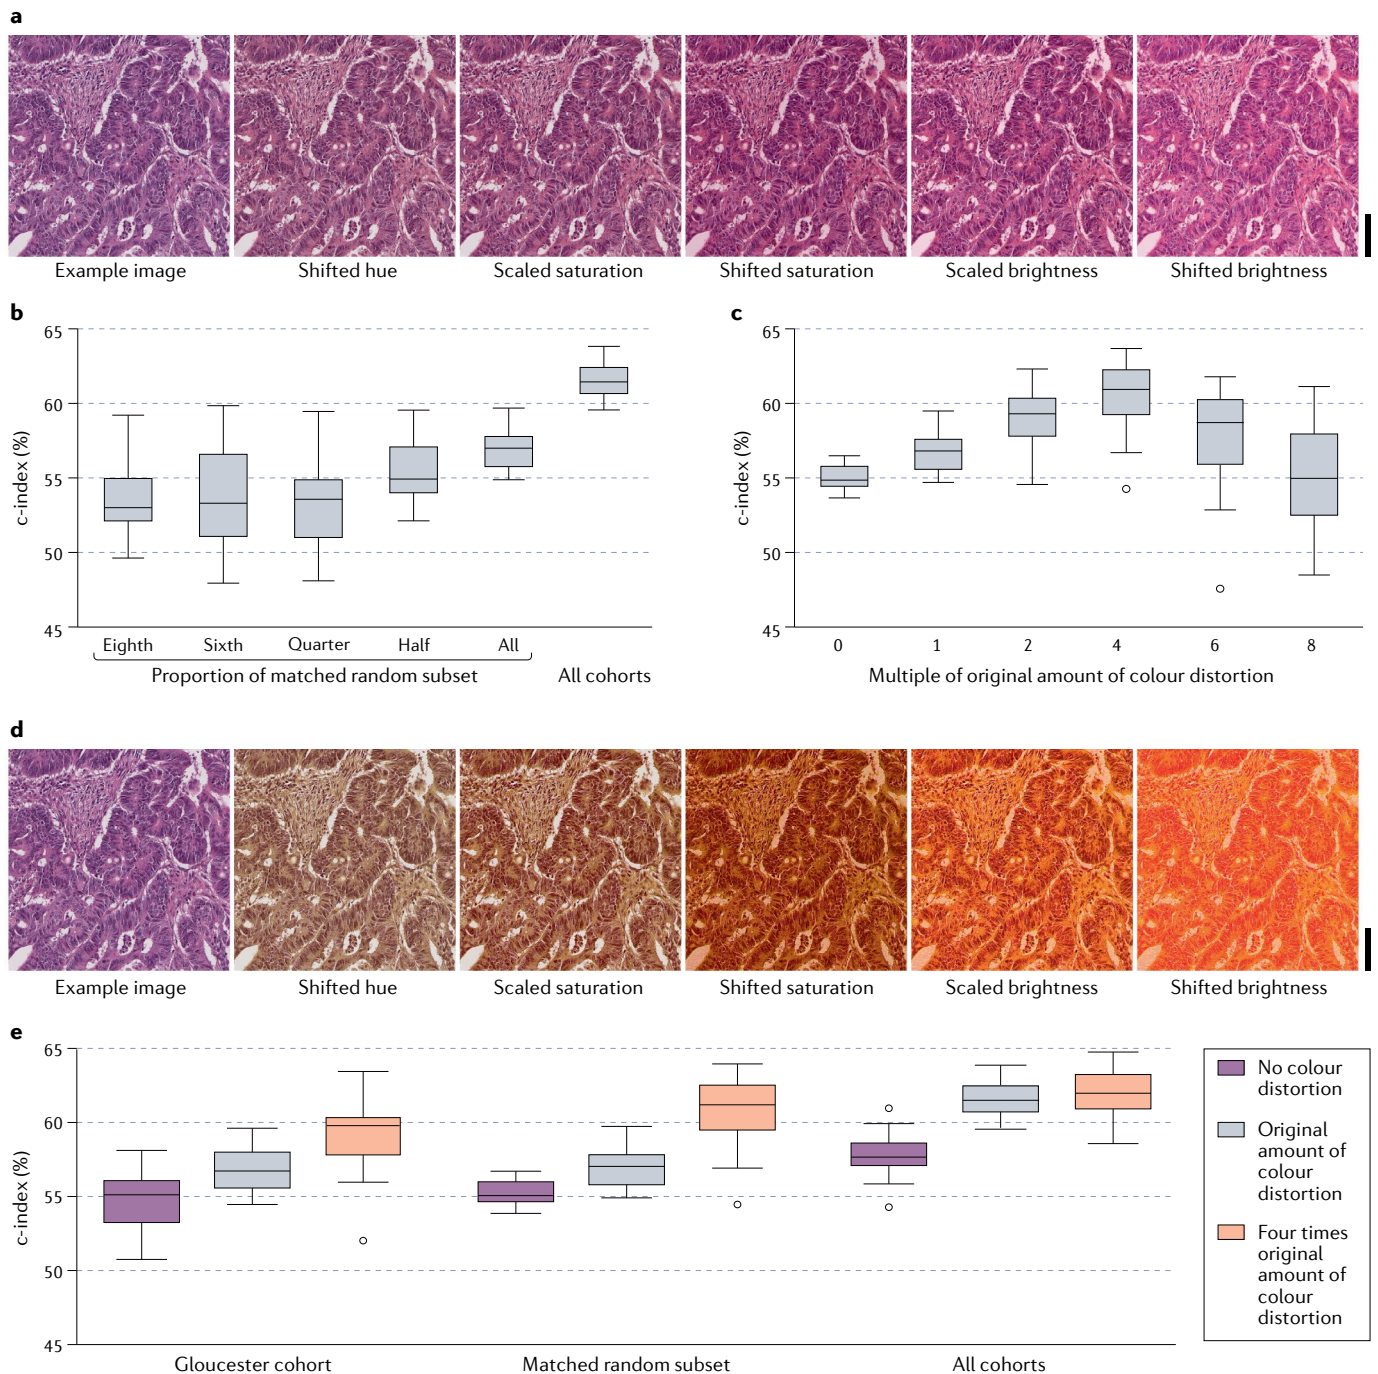 a
Example image
Shifted hue
Scaled saturation
Shifted saturation
Scaled brightness
Shifted brightness
b
65
60
55
50
45
c-index (%)
Eighth
Sixth
Quarter
Half
All
Proportion of matched random subset
All cohorts
c
65
60
55
50
45
c-index (%)
0
1
2
4
6
8
Multiple of original amount of colour distortion
d
Example image
Shifted hue
Scaled saturation
Shifted saturation
Scaled brightness
Shifted brightness
e
65
60
55
50
45
c-index (%)
Gloucester cohort
Matched random subset
All cohorts
No colour
distortion
Original
amount of
colour
distortion
Four times
original
amount of
colour
distortion